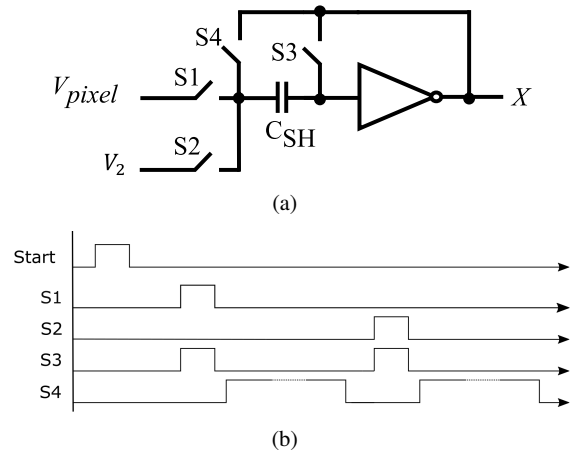 S4
S3
V_pixel
S1
X
C_SH
S2
V_2
(a)
Start
S1
S2
S3
S4
(b)